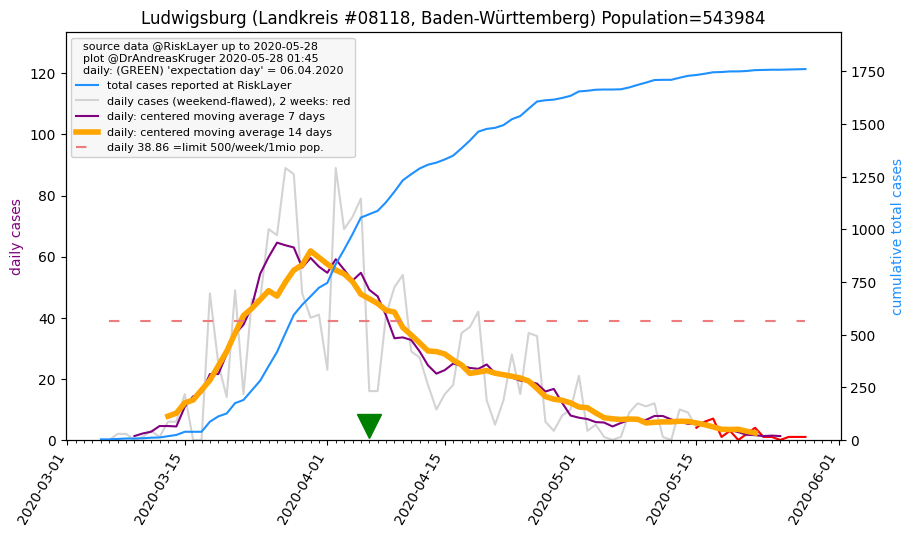 Ludwigsburg (Landkreis #08118, Baden-Württemberg) Population=543984
source data @RiskLayer up to 2020-05-28
plot @DrAndreasKruger 2020-05-28 01:45
daily: (GREEN) 'expectation day' = 06.04.2020
total cases reported at RiskLayer
daily cases (weekend-flawed), 2 weeks: red
daily: centered moving average 7 days
daily: centered moving average 14 days
daily 38.86 =limit 500/week/1mio pop.
daily cases
120
100
80
60
40
20
0
cumulative total cases
1750
1500
1250
1000
750
500
250
0
2020-03-01
2020-03-15
2020-04-01
2020-04-15
2020-05-01
2020-05-15
2020-06-01